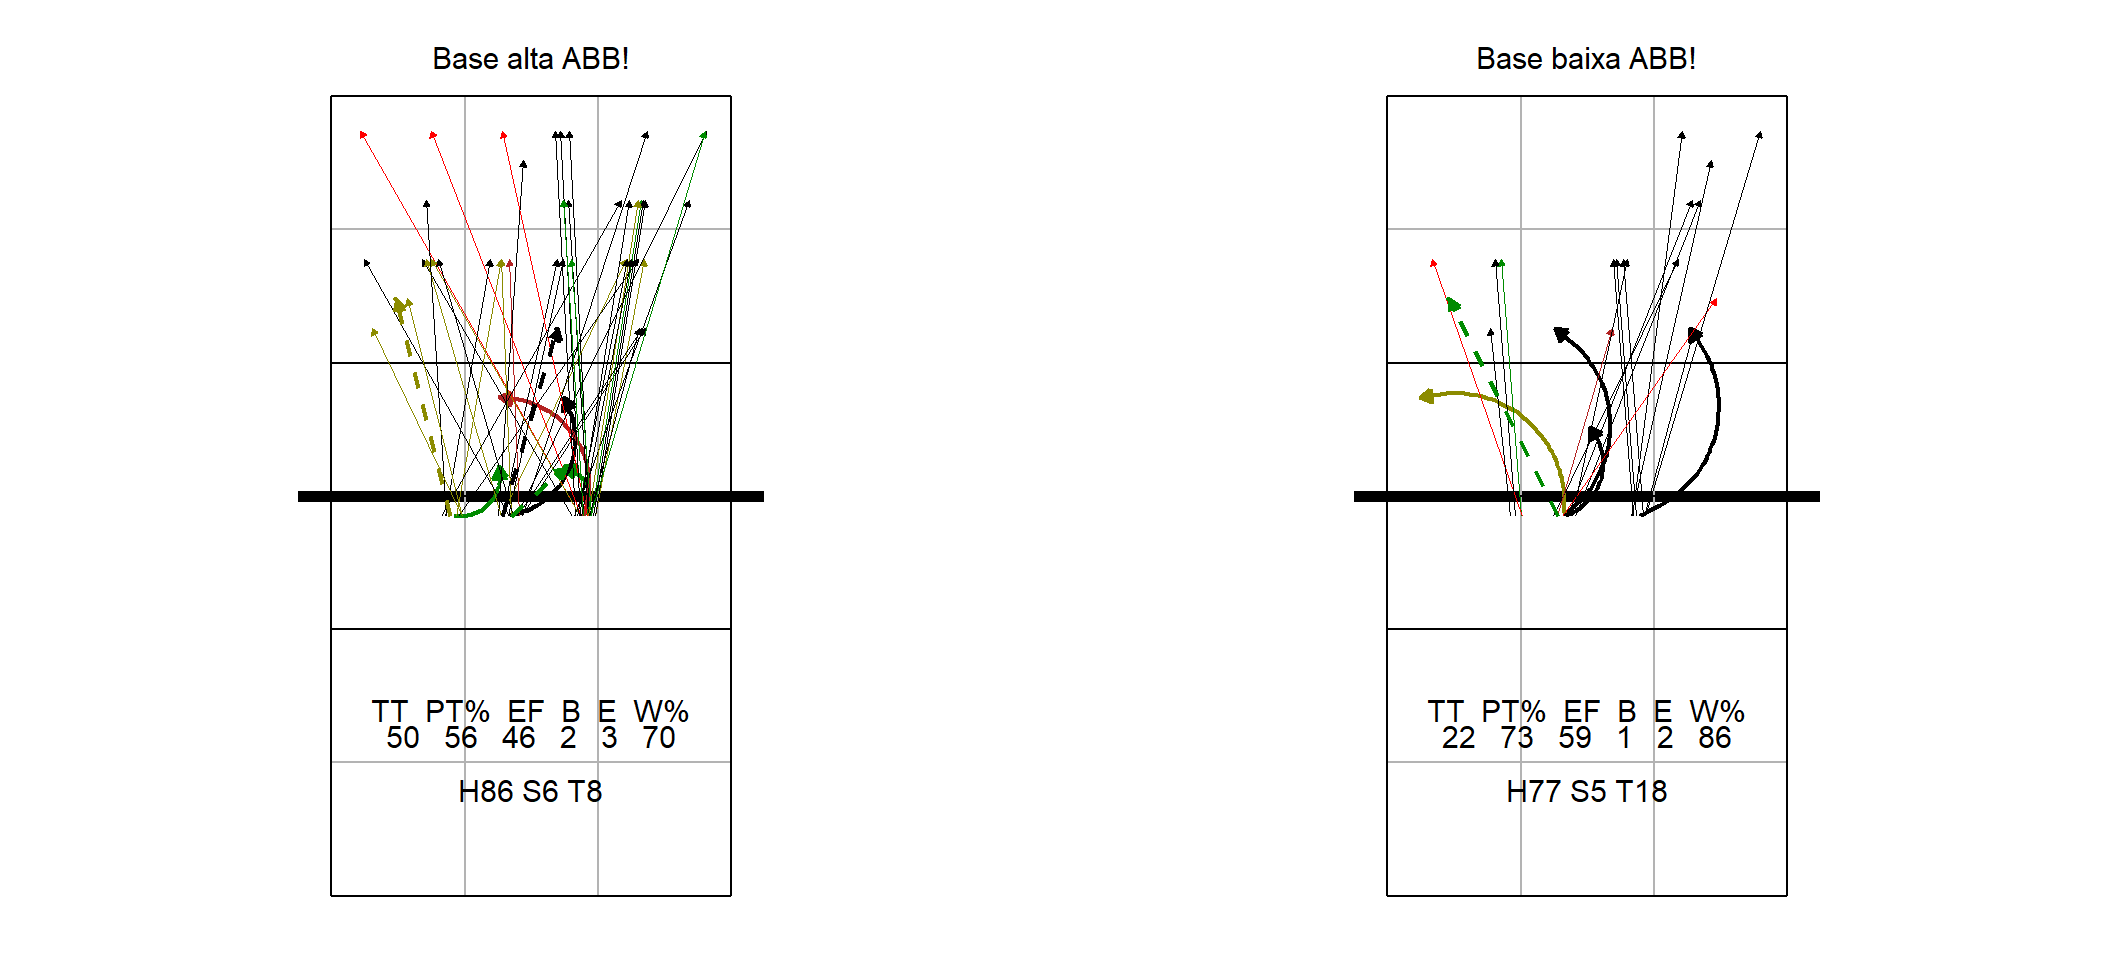 Base alta ABB!
TT PT% EF B E W%
50 56 46 2 3 70
H86 S6 T8
Base baixa ABB!
TT PT% EF B E W%
22 73 59 1 2 86
H77 S5 T18